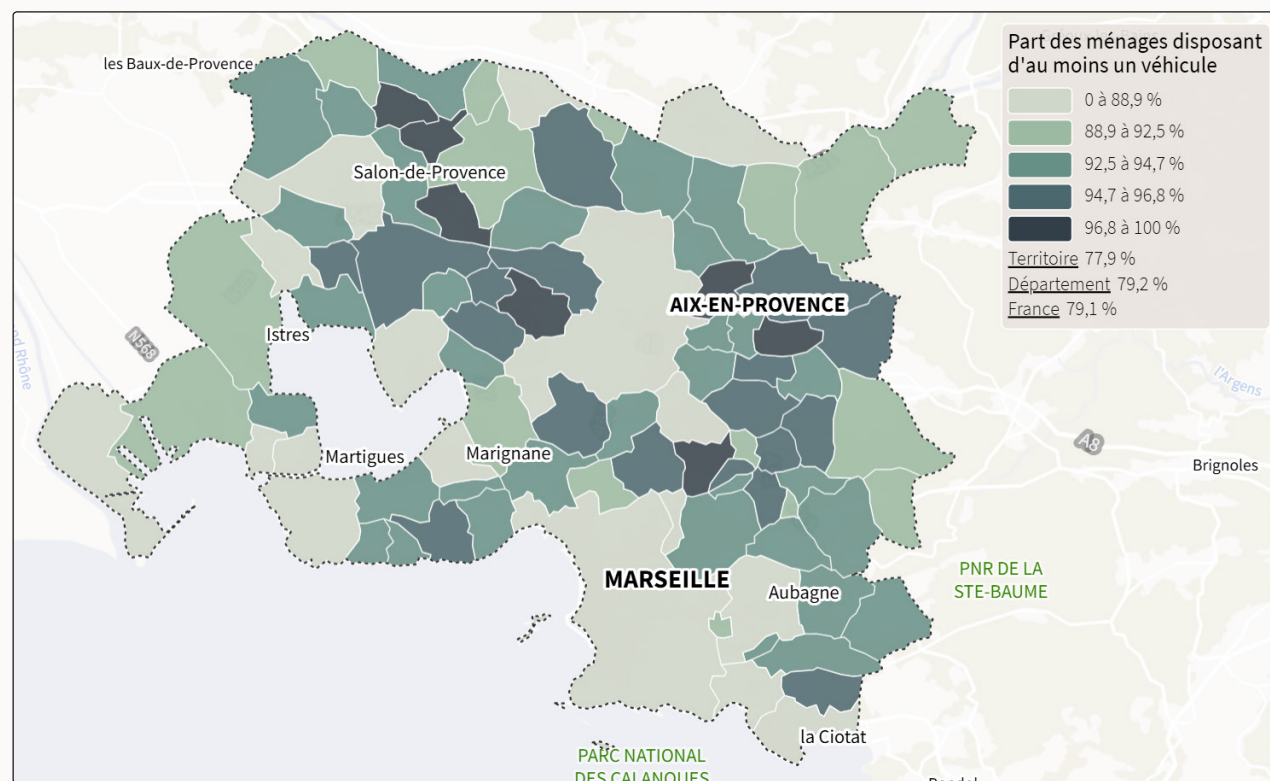 Part des ménages disposant
d'au moins un véhicule
0 à 88,9 %
88,9 à 92,5 %
92,5 à 94,7 %
94,7 à 96,8 %
96,8 à 100 %
Territoire 77,9 %
Département 79,2 %
France 79,1 %
les Baux-de-Provence
Salon-de-Provence
AIX-EN-PROVENCE
Istres
N568
l'Argens
A8
Brignoles
Martigues
Marignane
MARSEILLE
Aubagne
PNR DE LA
STE-BAUME
la Ciotat
PARC NATIONAL
DES CALANQUES